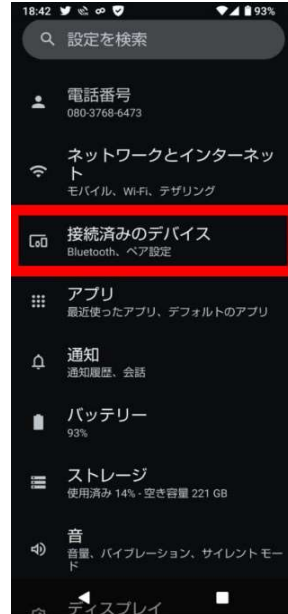 18:42 93%
設定を検索
電話番号
080-3768-6473
ネットワークとインターネッ
ト
モバイル、Wi-Fi、テザリング
接続済みのデバイス
Bluetooth、ペア設定
アプリ
最近使ったアプリ、デフォルトのアプリ
通知
通知履歴、会話
バッテリー
93%
ストレージ
使用済み 14% - 空き容量 221 GB
音
音量、バイブレーション、サイレント モー
ド
ディスプレイ